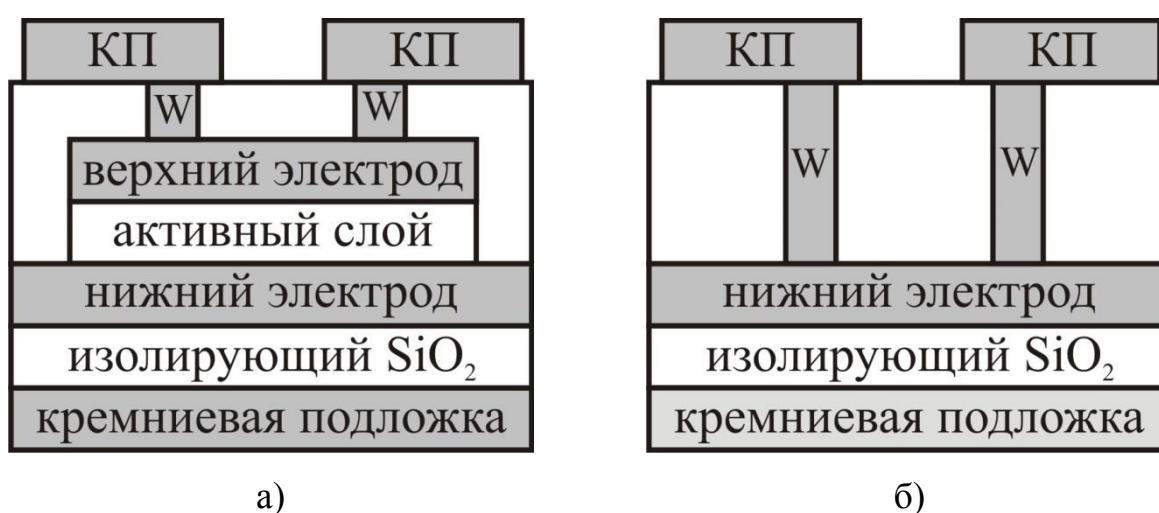 КП КП
W W
верхний электрод
активный слой
нижний электрод
изолирующий SiO₂
кремниевая подложка
а)
КП КП
W W
нижний электрод
изолирующий SiO₂
кремниевая подложка
б)